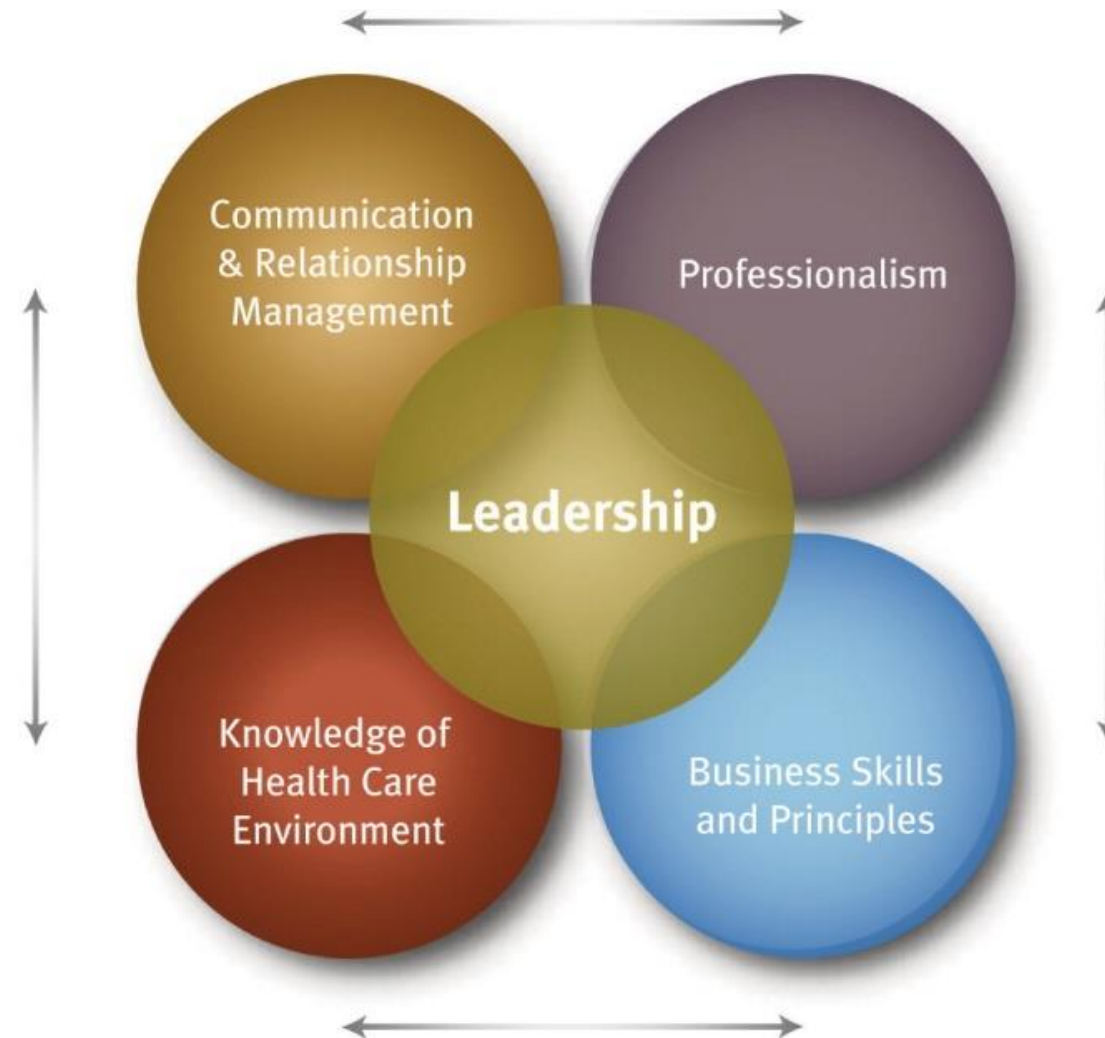 Communication
& Relationship
Management
Professionalism
Leadership
Knowledge of
Health Care
Environment
Business Skills
and Principles